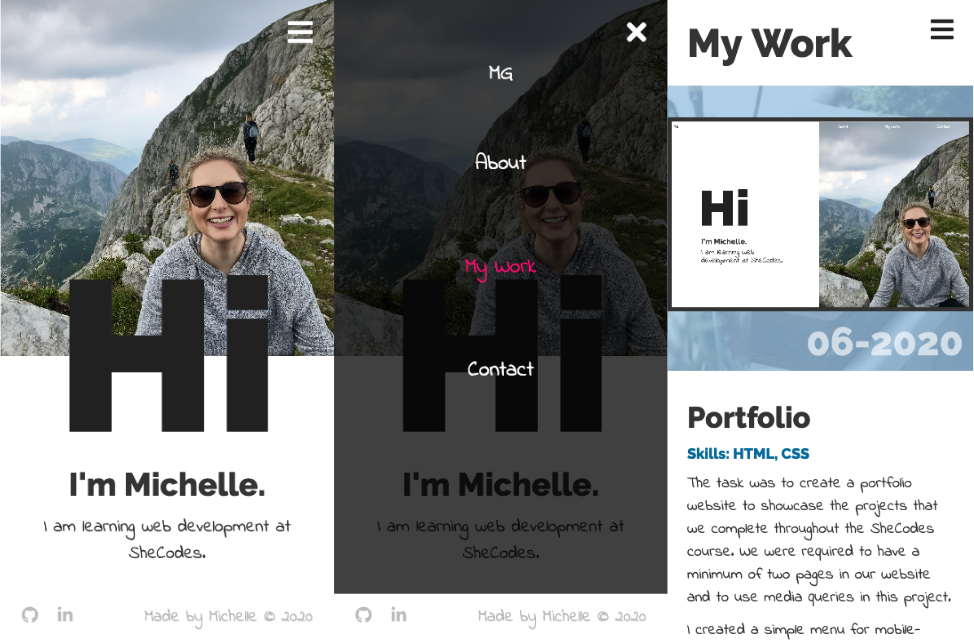 Hi
I'm Michelle.
I am learning web development at
SheCodes.
Made by Michelle © 2020
MG
About
My work
Contact
Hi
I'm Michelle.
I am learning web development at
SheCodes.
Made by Michelle © 2020
My Work
Hi
I'm Michelle.
I am learning web
development at SheCodes.
06-2020
Portfolio
Skills: HTML, CSS
The task was to create a portfolio
website to showcase the projects that
we complete throughout the SheCodes
course. We were required to have a
minimum of two pages in our website
and to use media queries in this project.
I created a simple menu for mobile-